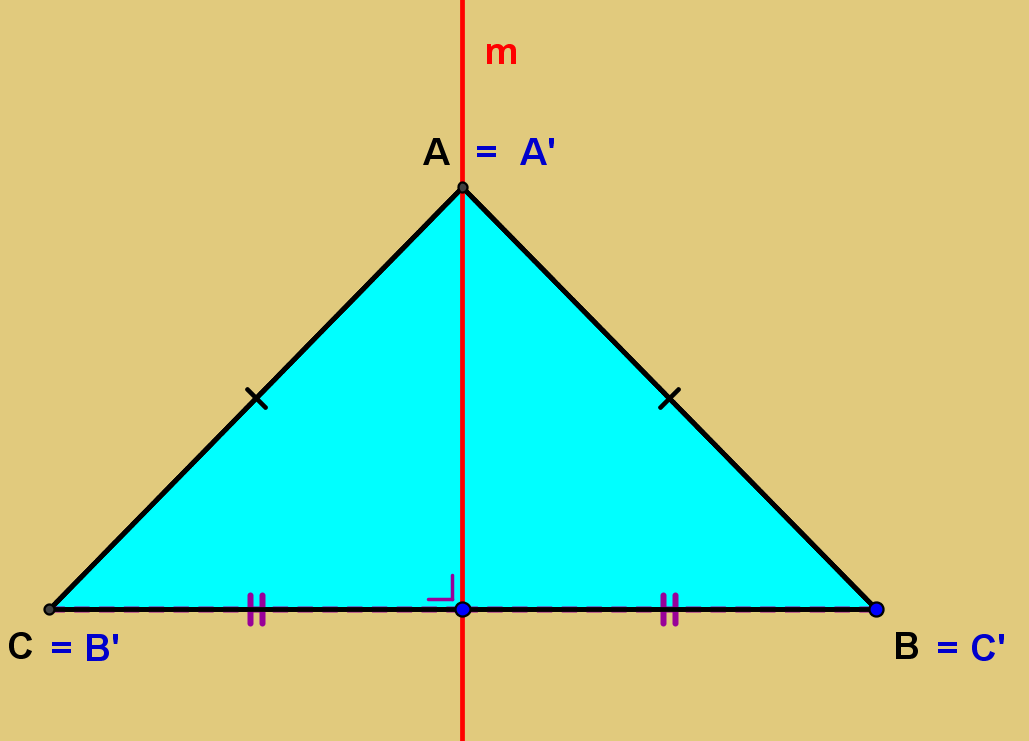 m
A = A'
C = B' B = C'